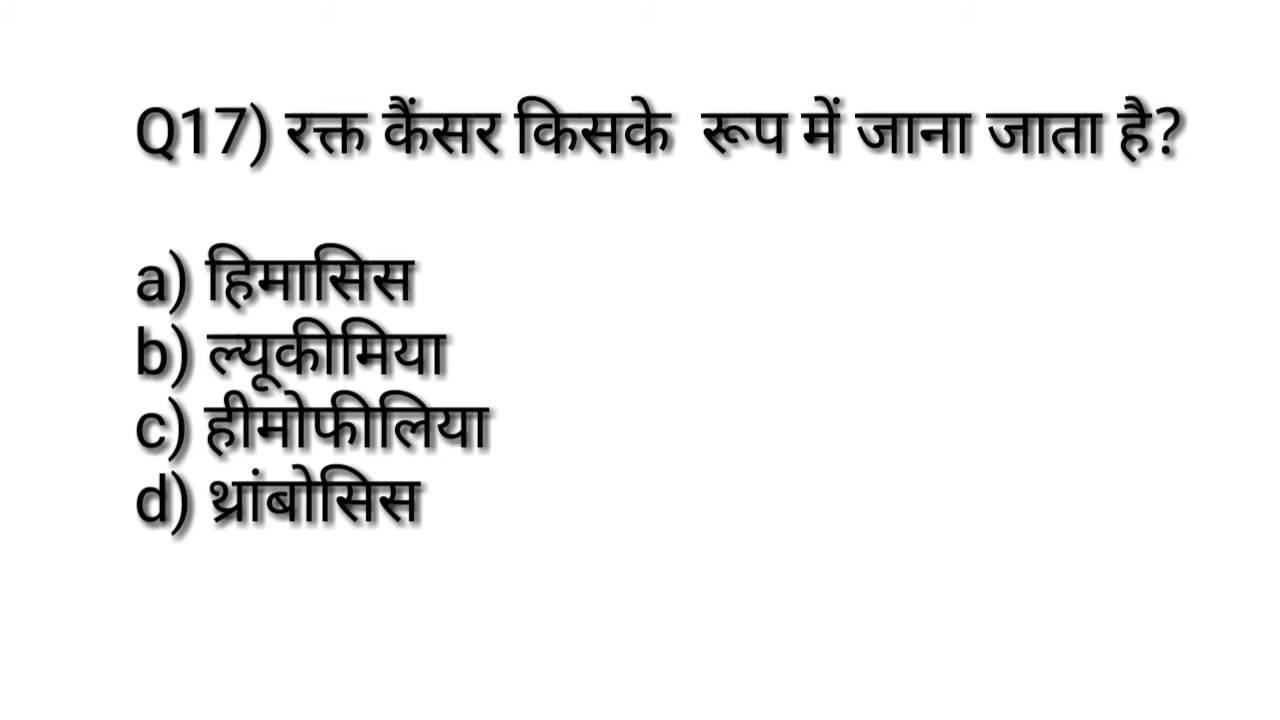 Q17) रक्त कैंसर किसके रूप में जाना जाता है?
a) हिमासिस
b) ल्यूकीमिया
c) हीमोफीलिया
d) थ्रांबोसिस